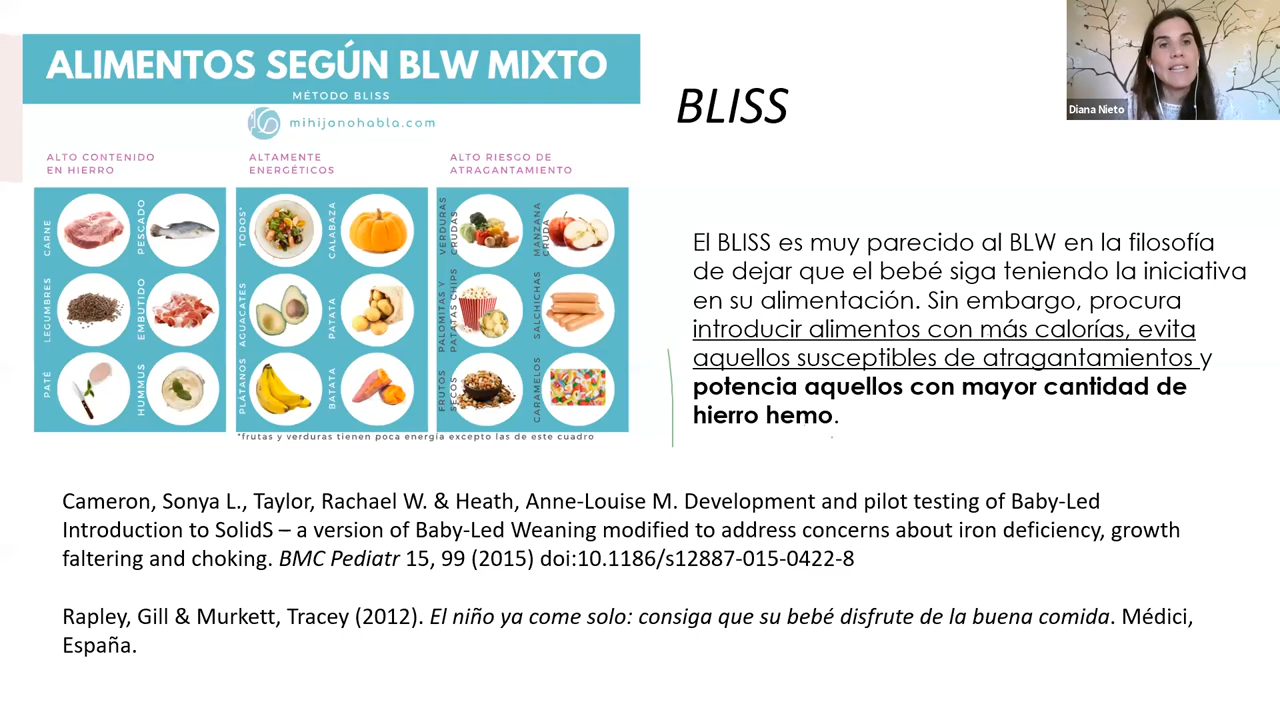 ALIMENTOS SEGÚN BLW MIXTO
MÉTODO BLISS
mihijonohabla.com
ALTO CONTENIDO
EN HIERRO
CARNE
PESCADO
LEGUMBRES
EMBUTIDO
PATÉ
HUMMUS
ALTAMENTE
ENERGÉTICOS
TODOS*
CALABAZA
AGUACATES
PATATA
PLÁTANOS
BATATA
ALTO RIESGO DE
ATRAGANTAMIENTO
VERDURAS
CRUDAS
MANZANA
CRUDA
PALOMITAS Y
PATATAS CHIPS
SALCHICHAS
FRUTOS
SECOS
CARAMELOS
*frutas y verduras tienen poca energía excepto las de este cuadro
BLISS
Diana Nieto
El BLISS es muy parecido al BLW en la filosofía
de dejar que el bebé siga teniendo la iniciativa
en su alimentación. Sin embargo, procura
introducir alimentos con más calorías, evita
aquellos susceptibles de atragantamientos y
potencia aquellos con mayor cantidad de
hierro hemo.
Cameron, Sonya L., Taylor, Rachael W. & Heath, Anne-Louise M. Development and pilot testing of Baby-Led
Introduction to SolidS – a version of Baby-Led Weaning modified to address concerns about iron deficiency, growth
faltering and choking. BMC Pediatr 15, 99 (2015) doi:10.1186/s12887-015-0422-8
Rapley, Gill & Murkett, Tracey (2012). El niño ya come solo: consiga que su bebé disfrute de la buena comida. Médici,
España.